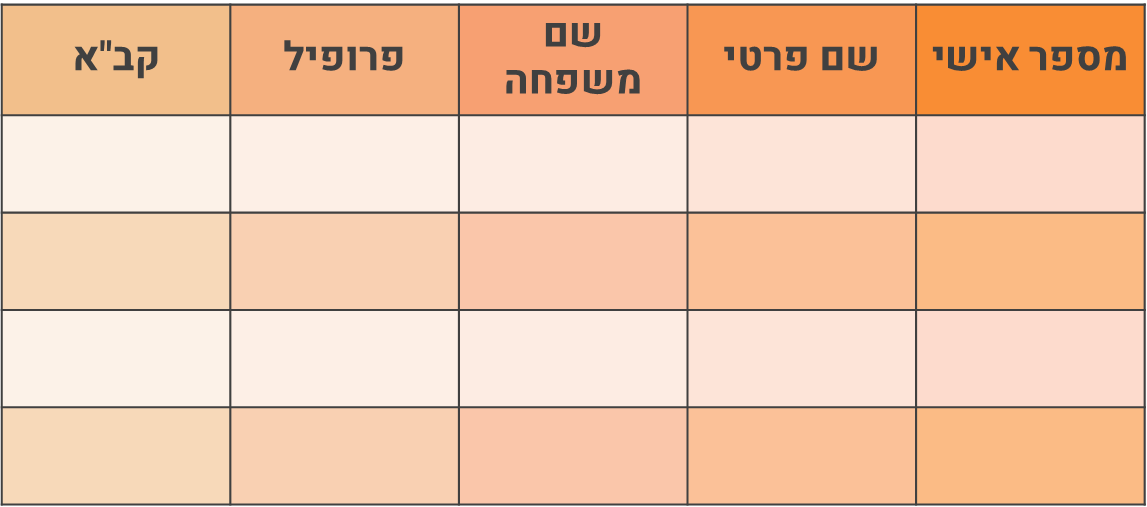 מספר אישי
שם פרטי
שם
משפחה
פרופיל
קב"א